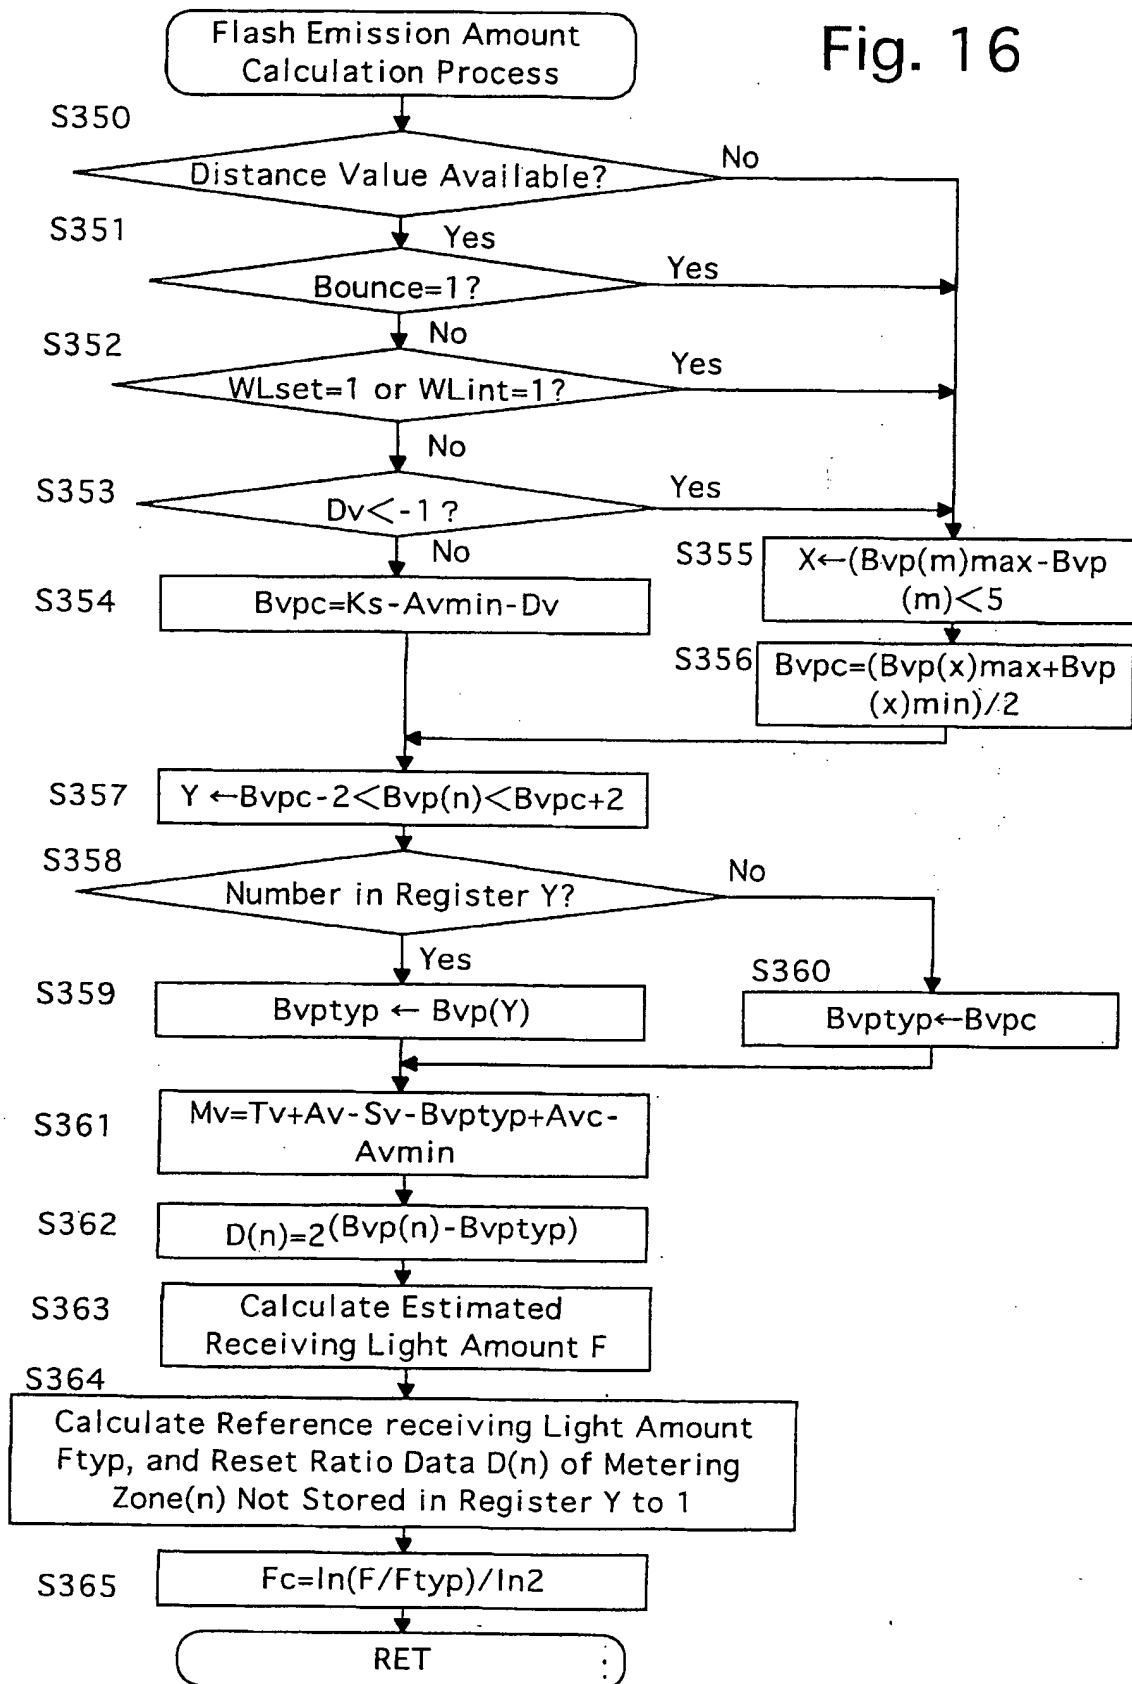 Fig. 16
Flash Emission Amount
Calculation Process
S350
Distance Value Available?
No
Yes
S351
Bounce=1?
Yes
No
S352
WLset=1 or WLint=1?
Yes
No
S353
Dv<-1?
Yes
No
S354
Bvpc=Ks-Avmin-Dv
S355
X←(Bvp(m)max-Bvp
(m)<5
S356
Bvpc=(Bvp(x)max+Bvp
(x)min)/2
S357
Y←Bvpc-2<Bvp(n)<Bvpc+2
S358
Number in Register Y?
No
Yes
S359
Bvptyp ← Bvp(Y)
S360
Bvptyp←Bvpc
S361
Mv=Tv+Av-Sv-Bvptyp+Avc-
Avmin
S362
D(n)=2(Bvp(n)-Bvptyp)
S363
Calculate Estimated
Receiving Light Amount F
S364
Calculate Reference receiving Light Amount
Ftyp, and Reset Ratio Data D(n) of Metering
Zone(n) Not Stored in Register Y to 1
S365
Fc=ln(F/Ftyp)/ln2
RET